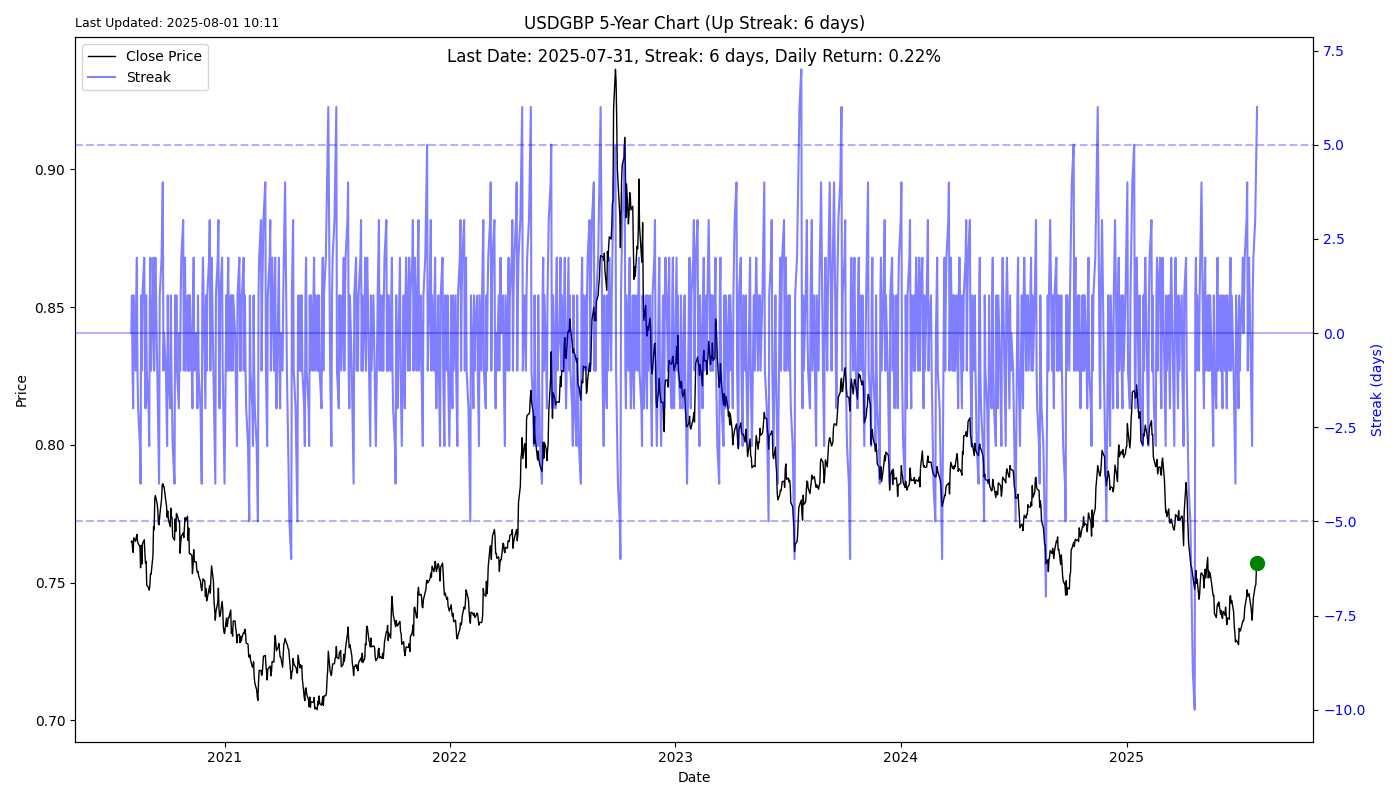 Last Updated: 2025-08-01 10:11
USDGBP 5-Year Chart (Up Streak: 6 days)
Last Date: 2025-07-31, Streak: 6 days, Daily Return: 0.22%
Close Price
Streak
Price
0.90
0.85
0.80
0.75
0.70
7.5
5.0
2.5
0.0
−2.5
−5.0
−7.5
−10.0
Streak (days)
2021
2022
2023
2024
2025
Date